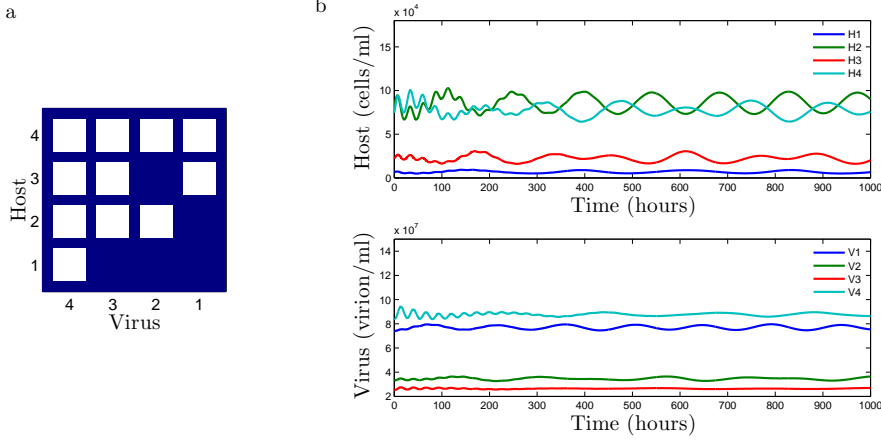 a
Host
4
3
2
1
4 3 2 1
Virus
b
x 10^4
Host (cells/ml)
15
10
5
0
0 100 200 300 400 500 600 700 800 900 1000
Time (hours)
H1
H2
H3
H4
x 10^7
Virus (virion/ml)
14
12
10
8
6
4
2
0 100 200 300 400 500 600 700 800 900 1000
Time (hours)
V1
V2
V3
V4